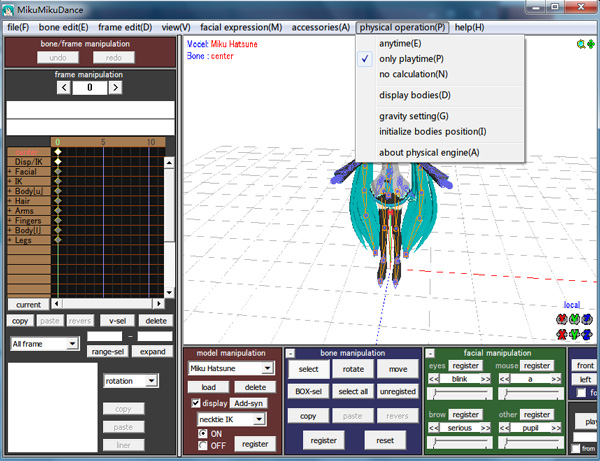 MikuMikuDance
file(F) bone edit(E) frame edit(D) view(V) facial expression(M) accessories(A) physical operation(P) help(H)
anytime(E)
only playtime(P)
no calculation(N)
display bodies(D)
gravity setting(G)
initialize bodies position(I)
about physical engine(A)
bone/frame manipulation
undo redo
frame manipulation
< 0 >
0 5 10
Disp/IK
+ Facial
+ IK
+ Body[u]
+ Hair
+ Arms
+ Fingers
+ Body[l]
+ Legs
current
copy paste revers v-sel delete
All frame
–
range-sel expand
rotation
copy
paste
liner
Model: Miku Hatsune
Bone : center
local
model manipulation
Miku Hatsune
load delete
display Add-syn
necktie IK
ON
OFF
register
- bone manipulation
select rotate move
BOX-sel select all unregisted
copy paste revers
register reset
- facial manipulation
eyes register
<< blink >>
mouse register
<< a >>
brow register
<< serious >>
other register
<< pupil >>
front
left
fo
play
from